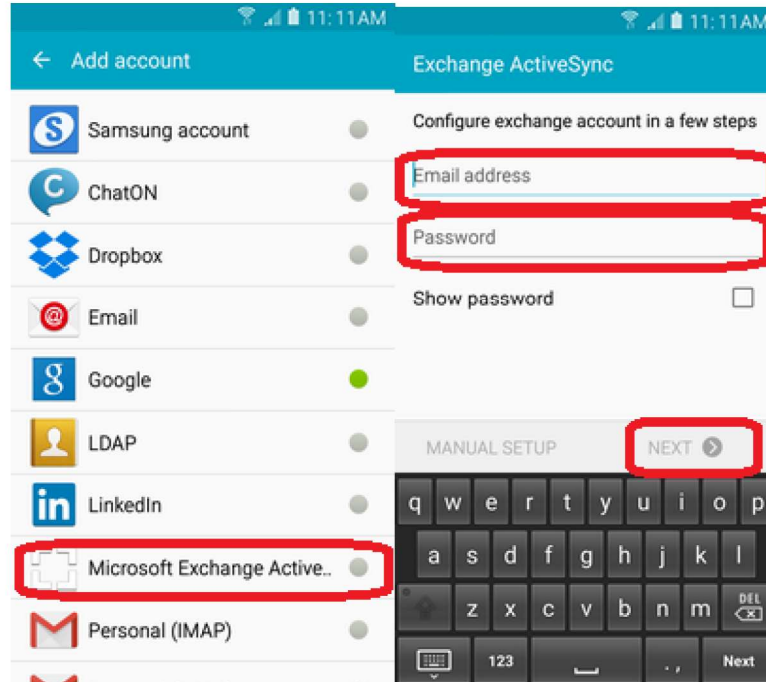 11:11AM
Add account
S Samsung account
C ChatON
Dropbox
@ Email
g Google
LDAP
in LinkedIn
Microsoft Exchange Active..
Personal (IMAP)
11:11AM
Exchange ActiveSync
Configure exchange account in a few steps
Email address
Password
Show password
MANUAL SETUP NEXT
q w e r t y u i o p
a s d f g h j k l
z x c v b n m DEL
123 ., Next